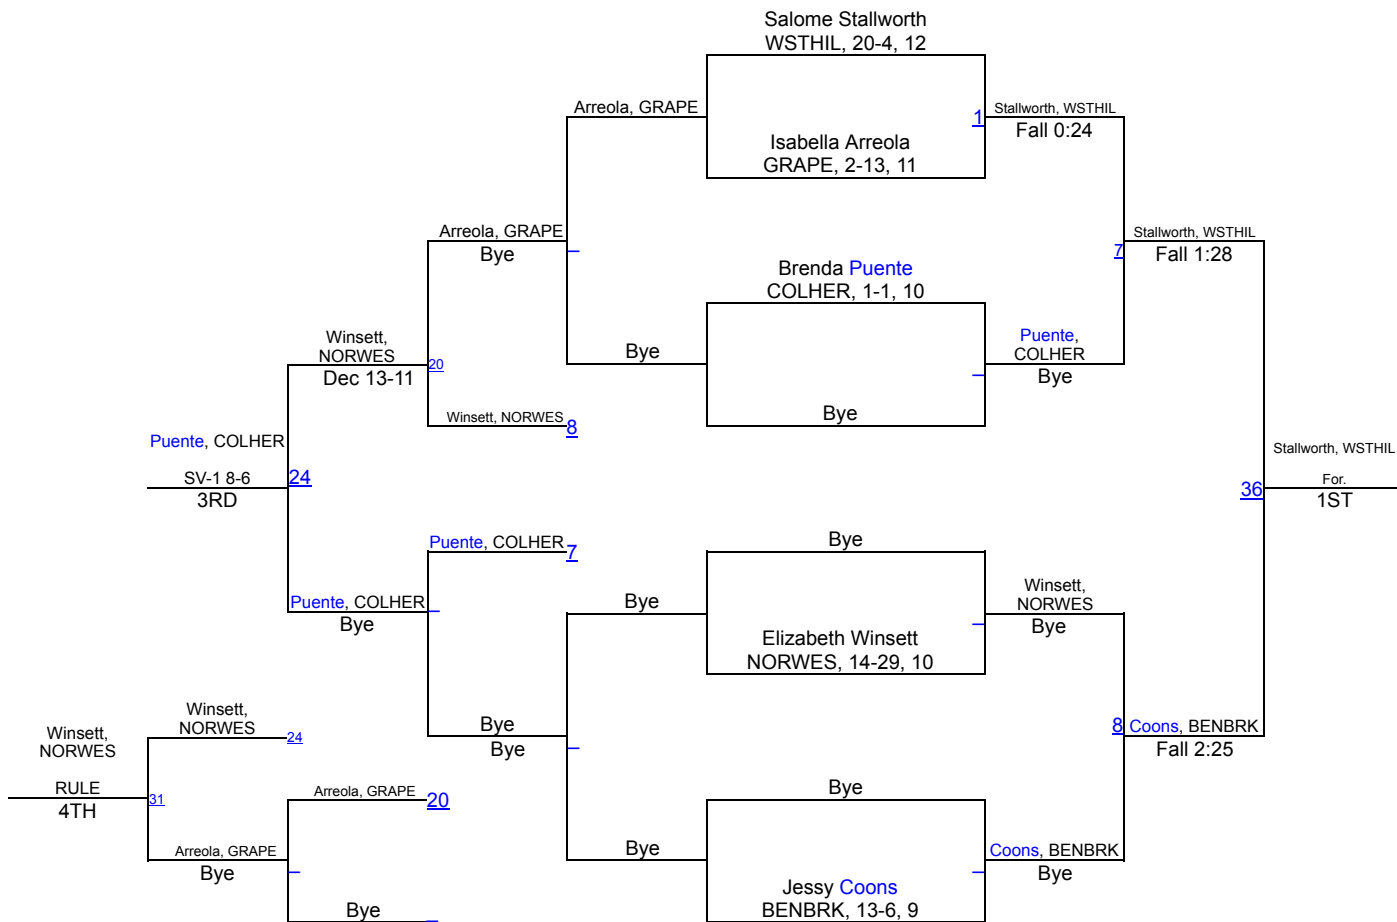 Salome Stallworth
WSTHIL, 20-4, 12
Arreola, GRAPE
1
Stallworth, WSTHIL
Fall 0:24
Isabella Arreola
GRAPE, 2-13, 11
Arreola, GRAPE
Bye
Stallworth, WSTHIL
7
Fall 1:28
Brenda Puente
COLHER, 1-1, 10
Winsett,
NORWES
Dec 13-11
20
Bye
Puente,
COLHER
Bye
Winsett, NORWES
8
Bye
Puente, COLHER
SV-1 8-6
24
3RD
Stallworth, WSTHIL
36
For.
1ST
Puente, COLHER
7
Bye
Puente, COLHER
Bye
Bye
Winsett,
NORWES
Bye
Elizabeth Winsett
NORWES, 14-29, 10
Winsett,
NORWES
24
Bye
Bye
8
Coons, BENBRK
Fall 2:25
Winsett,
NORWES
RULE
31
4TH
Arreola, GRAPE
20
Bye
Arreola, GRAPE
Bye
Bye
Coons, BENBRK
Bye
Jessy Coons
BENBRK, 13-6, 9
Bye